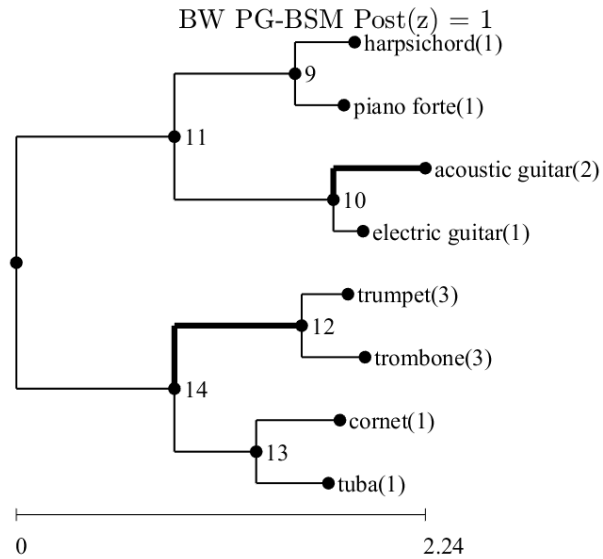 BW PG-BSM Post(z) = 1
harpsichord(1)
9
piano forte(1)
11
acoustic guitar(2)
10
electric guitar(1)
trumpet(3)
12
trombone(3)
14
cornet(1)
13
tuba(1)
0 2.24